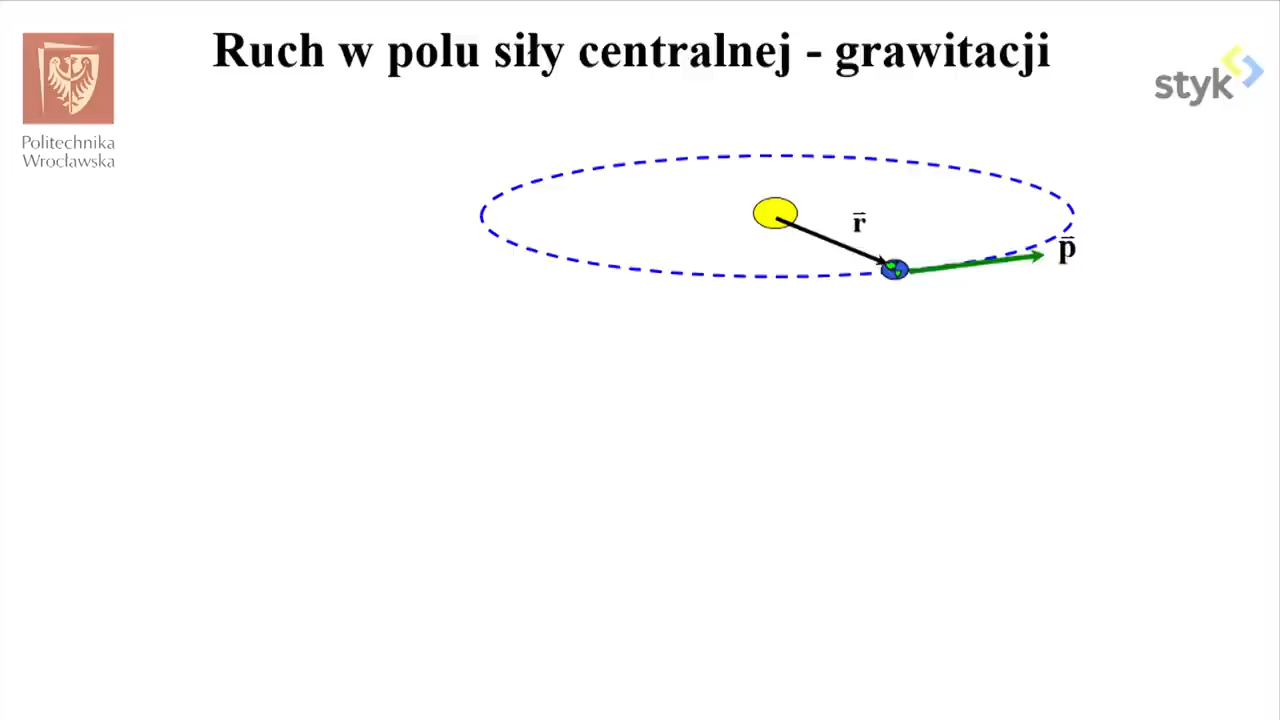 Ruch w polu siły centralnej - grawitacji
styk
Politechnika
Wrocławska
r̅
p̅